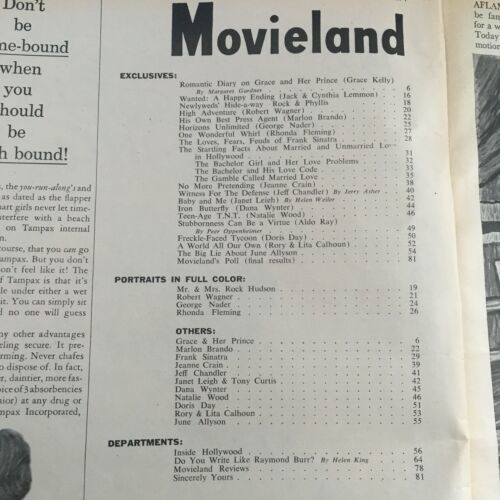 Don't
be
me-bound
when
you
should
be
h bound!
s, the you-run-along's and
as dated as the flapper
art girls never let time-
terfere with a beach
on Tampax internal
n.
course, that you can go
ampax. But you don't
on't feel like it! The
of Tampax is that it's
le under either a wet
it. You can simply sit
d no one will guess
ny other advantages
eling secure. It pre-
rming. Never chafes
o dispose of. In fact,
r, daintier, more fas-
oice of 3 absorbencies
nior) at any drug or
mpax Incorporated,
Movieland
EXCLUSIVES:
Romantic Diary on Grace and Her Prince (Grace Kelly)
By Margaret Gardner 6
Wanted: A Happy Ending (Jack & Cynthia Lemmon) 16
Newlyweds' Hide-a-way Rock & Phyllis 18
High Adventure (Robert Wagner) 20
His Own Best Press Agent (Marlon Brando) 22
Horizons Unlimited (George Nader) 25
One Wonderful Whirl (Rhonda Fleming) 27
The Loves, Fears, Feuds of Frank Sinatra 28
The Startling Facts About Married and Unmarried Lo
in Hollywood 31
The Bachelor Girl and Her Love Problems 32
The Bachelor and His Love Code 33
The Gamble Called Married Love 35
No More Pretending (Jeanne Crain) 38
Witness For The Defense (Jeff Chandler) By Jerry Asher 40
Baby and Me (Janet Leigh) By Helen Weller 42
Iron Butterfly (Dana Wynter) 44
Teen-Age T.N.T. (Natalie Wood) 46
Stubbornness Can Be a Virtue (Aldo Ray)
By Peer Oppenheimer 49
Freckle-Faced Tycoon (Doris Day) 50
A World All Our Own (Rory & Lita Calhoun) 52
The Big Lie About June Allyson 54
Movieland's Poll (final results) 81
PORTRAITS IN FULL COLOR:
Mr. & Mrs. Rock Hudson 19
Robert Wagner 21
George Nader 24
Rhonda Fleming 26
OTHERS:
Grace & Her Prince 6
Marlon Brando 22
Frank Sinatra 29
Jeanne Crain 39
Jeff Chandler 41
Janet Leigh & Tony Curtis 42
Dana Wynter 45
Natalie Wood 46
Doris Day 51
Rory & Lita Calhoun 53
June Allyson 55
DEPARTMENTS:
Inside Hollywood 56
Do You Write Like Raymond Burr? By Helen King 64
Movieland Reviews 78
Sincerely Yours 81
AFLAM
be fan
for a w
Today
motion